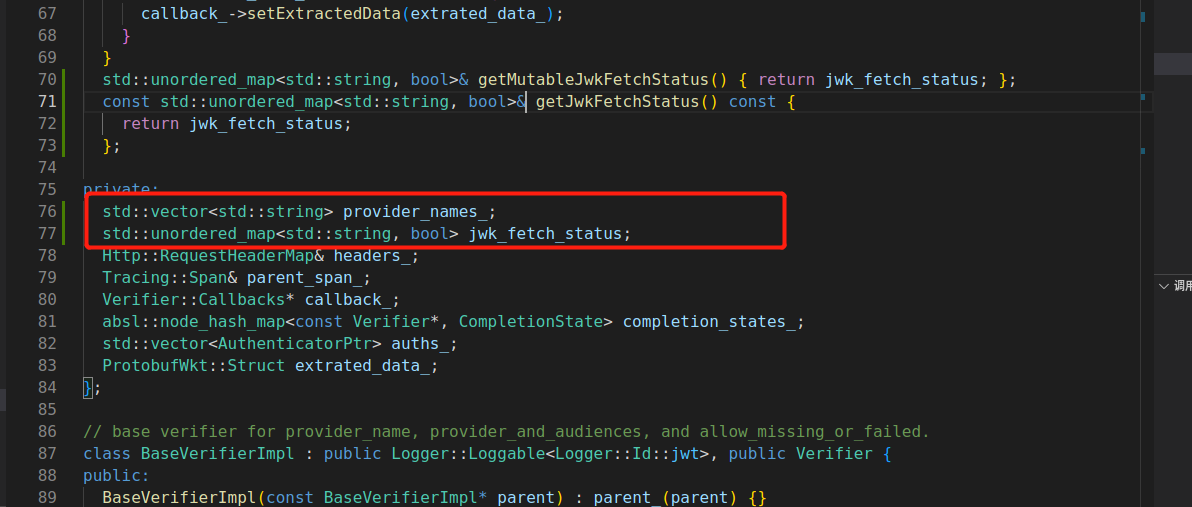 67 callback_->setExtractedData(extrated_data_);
68 }
69 }
70 std::unordered_map<std::string, bool>& getMutableJwkFetchStatus() { return jwk_fetch_status; };
71 const std::unordered_map<std::string, bool>& getJwkFetchStatus() const {
72 return jwk_fetch_status;
73 };
74
75 private:
76 std::vector<std::string> provider_names_;
77 std::unordered_map<std::string, bool> jwk_fetch_status;
78 Http::RequestHeaderMap& headers_;
79 Tracing::Span& parent_span_;
80 Verifier::Callbacks* callback_;
81 absl::node_hash_map<const Verifier*, CompletionState> completion_states_;
82 std::vector<AuthenticatorPtr> auths_;
83 ProtobufWkt::Struct extrated_data_;
84 };
85
86 // base verifier for provider_name, provider_and_audiences, and allow_missing_or_failed.
87 class BaseVerifierImpl : public Logger::Loggable<Logger::Id::jwt>, public Verifier {
88 public:
89 BaseVerifierImpl(const BaseVerifierImpl* parent) : parent_(parent) {}
调用